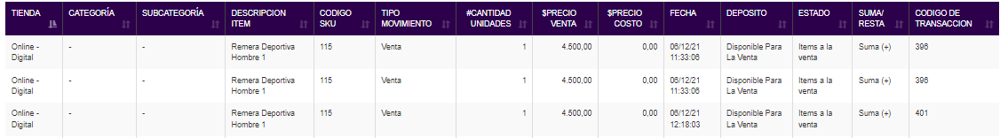 TIENDA CATEGORÍA SUBCATEGORÍA DESCRIPCION ITEM CODIGO SKU TIPO MOVIMIENTO #CANTIDAD UNIDADES $PRECIO VENTA $PRECIO COSTO FECHA DEPOSITO ESTADO SUMA/ RESTA CODIGO DE TRANSACCION
Online - Digital - - Remera Deportiva Hombre 1 115 Venta 1 4.500,00 0,00 06/12/21 11:33:06 Disponible Para La Venta Items a la venta Suma (+) 396
Online - Digital - - Remera Deportiva Hombre 1 115 Venta 1 4.500,00 0,00 06/12/21 11:33:06 Disponible Para La Venta Items a la venta Suma (+) 396
Online - Digital - - Remera Deportiva Hombre 1 115 Venta 1 4.500,00 0,00 06/12/21 12:18:03 Disponible Para La Venta Items a la venta Suma (+) 401